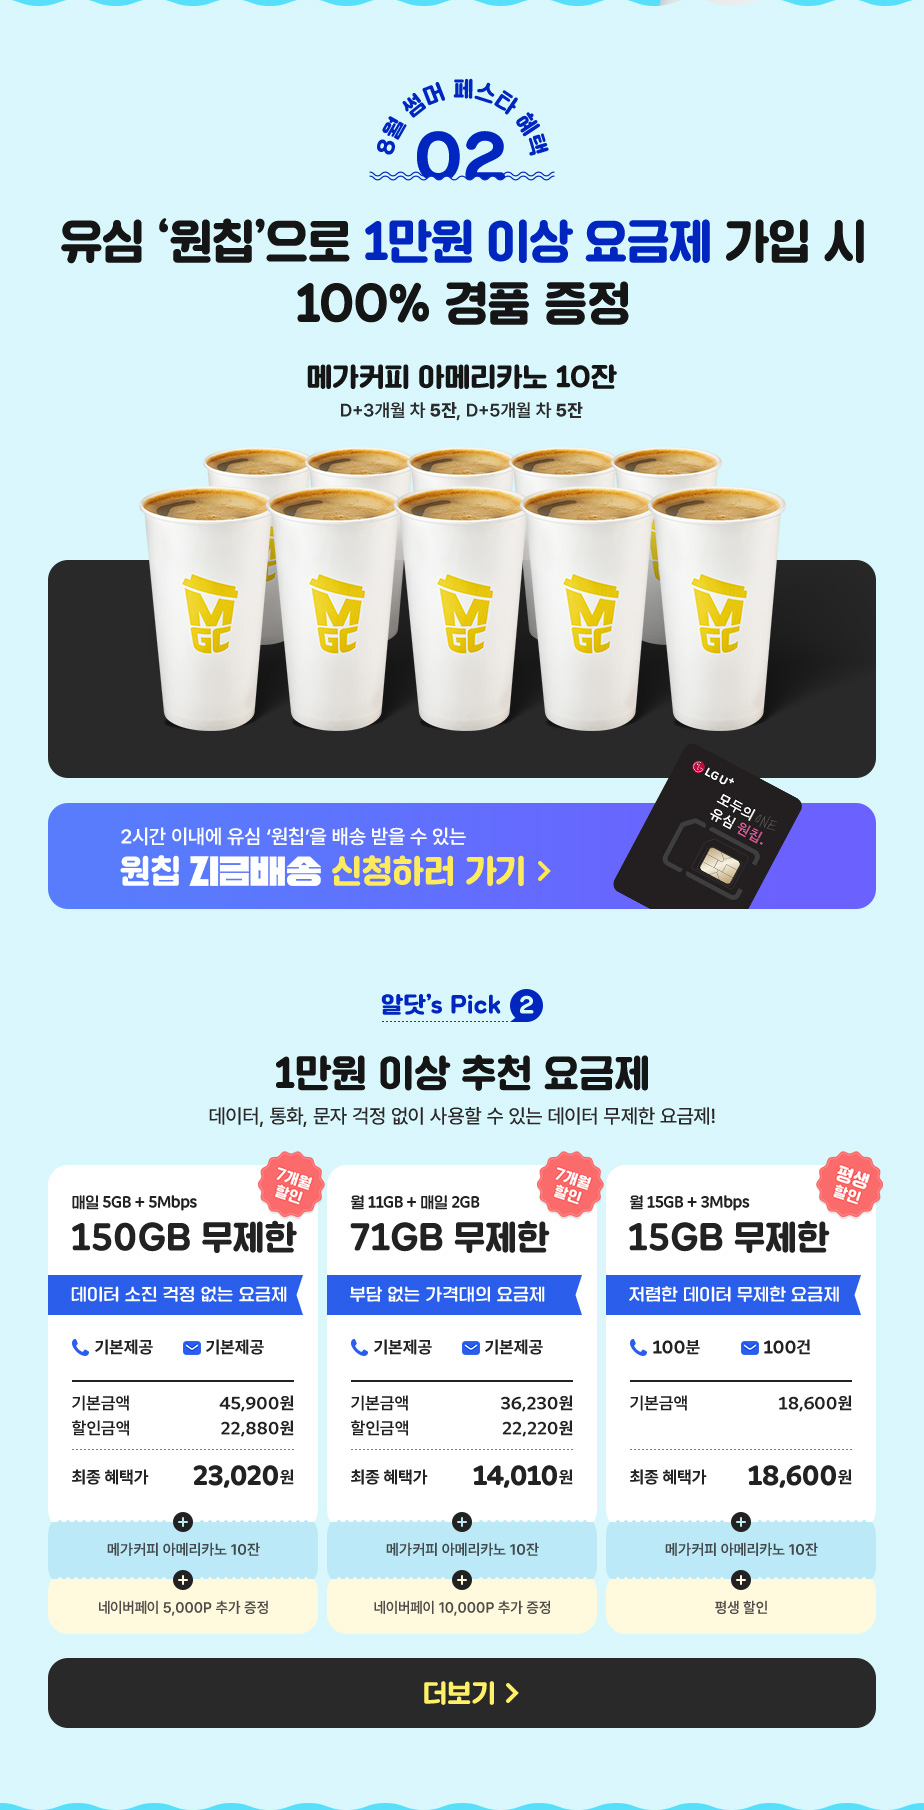 8월 썸머 페스타 혜택
02
유심 ‘원칩’으로 1만원 이상 요금제 가입 시
100% 경품 증정
메가커피 아메리카노 10잔
D+3개월 차 5잔, D+5개월 차 5잔
MGC MGC MGC MGC MGC
LG U+
모두의 ONE
유심 원칩.
2시간 이내에 유심 ‘원칩’을 배송 받을 수 있는
원칩 지금배송 신청하러 가기 >
알닷’s Pick 2
1만원 이상 추천 요금제
데이터, 통화, 문자 걱정 없이 사용할 수 있는 데이터 무제한 요금제!
7개월 할인
매일 5GB + 5Mbps
150GB 무제한
데이터 소진 걱정 없는 요금제
기본제공 기본제공
기본금액 45,900원
할인금액 22,880원
최종 혜택가 23,020원
+
메가커피 아메리카노 10잔
+
네이버페이 5,000P 추가 증정
7개월 할인
월 11GB + 매일 2GB
71GB 무제한
부담 없는 가격대의 요금제
기본제공 기본제공
기본금액 36,230원
할인금액 22,220원
최종 혜택가 14,010원
+
메가커피 아메리카노 10잔
+
네이버페이 10,000P 추가 증정
평생 할인
월 15GB + 3Mbps
15GB 무제한
저렴한 데이터 무제한 요금제
100분 100건
기본금액 18,600원
최종 혜택가 18,600원
+
메가커피 아메리카노 10잔
+
평생 할인
더보기 >